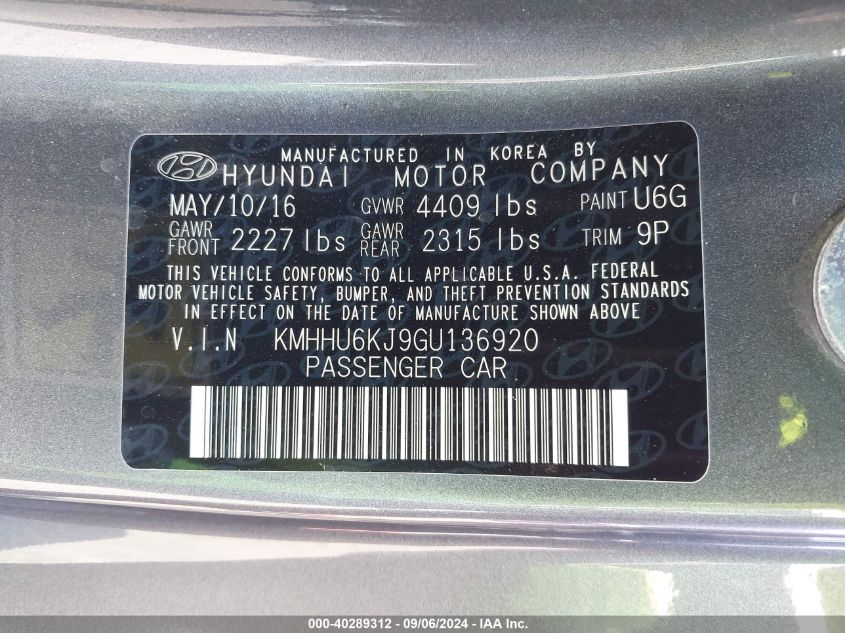 MANUFACTURED IN KOREA BY
HYUNDAI MOTOR COMPANY
MAY/10/16 GVWR 4409 lbs PAINT U6G
GAWR FRONT 2227 lbs GAWR REAR 2315 lbs TRIM 9P
THIS VEHICLE CONFORMS TO ALL APPLICABLE U.S.A. FEDERAL
MOTOR VEHICLE SAFETY, BUMPER, AND THEFT PREVENTION STANDARDS
IN EFFECT ON THE DATE OF MANUFACTURE SHOWN ABOVE
V.I.N KMHHU6KJ9GU136920
PASSENGER CAR
000-40289312 - 09/06/2024 - IAA Inc.